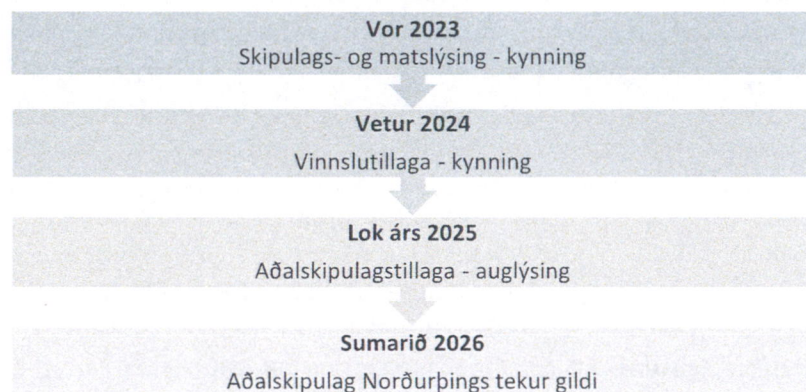 Vor 2023
Skipulags- og matslýsing - kynning
Vetur 2024
Vinnslutillaga - kynning
Lok árs 2025
Aðalskipulagstillaga - auglýsing
Sumarið 2026
Aðalskipulag Norðurþings tekur gildi